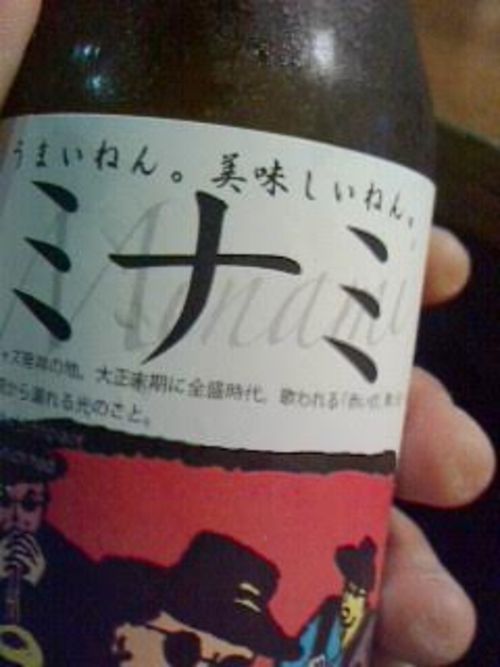 うまいねん。美味しいねん。
ミナミ
Minami
ャズ発祥の地、大正末期に全盛時代。歌われる「赤い灯、青い
から溢れる光のこと。